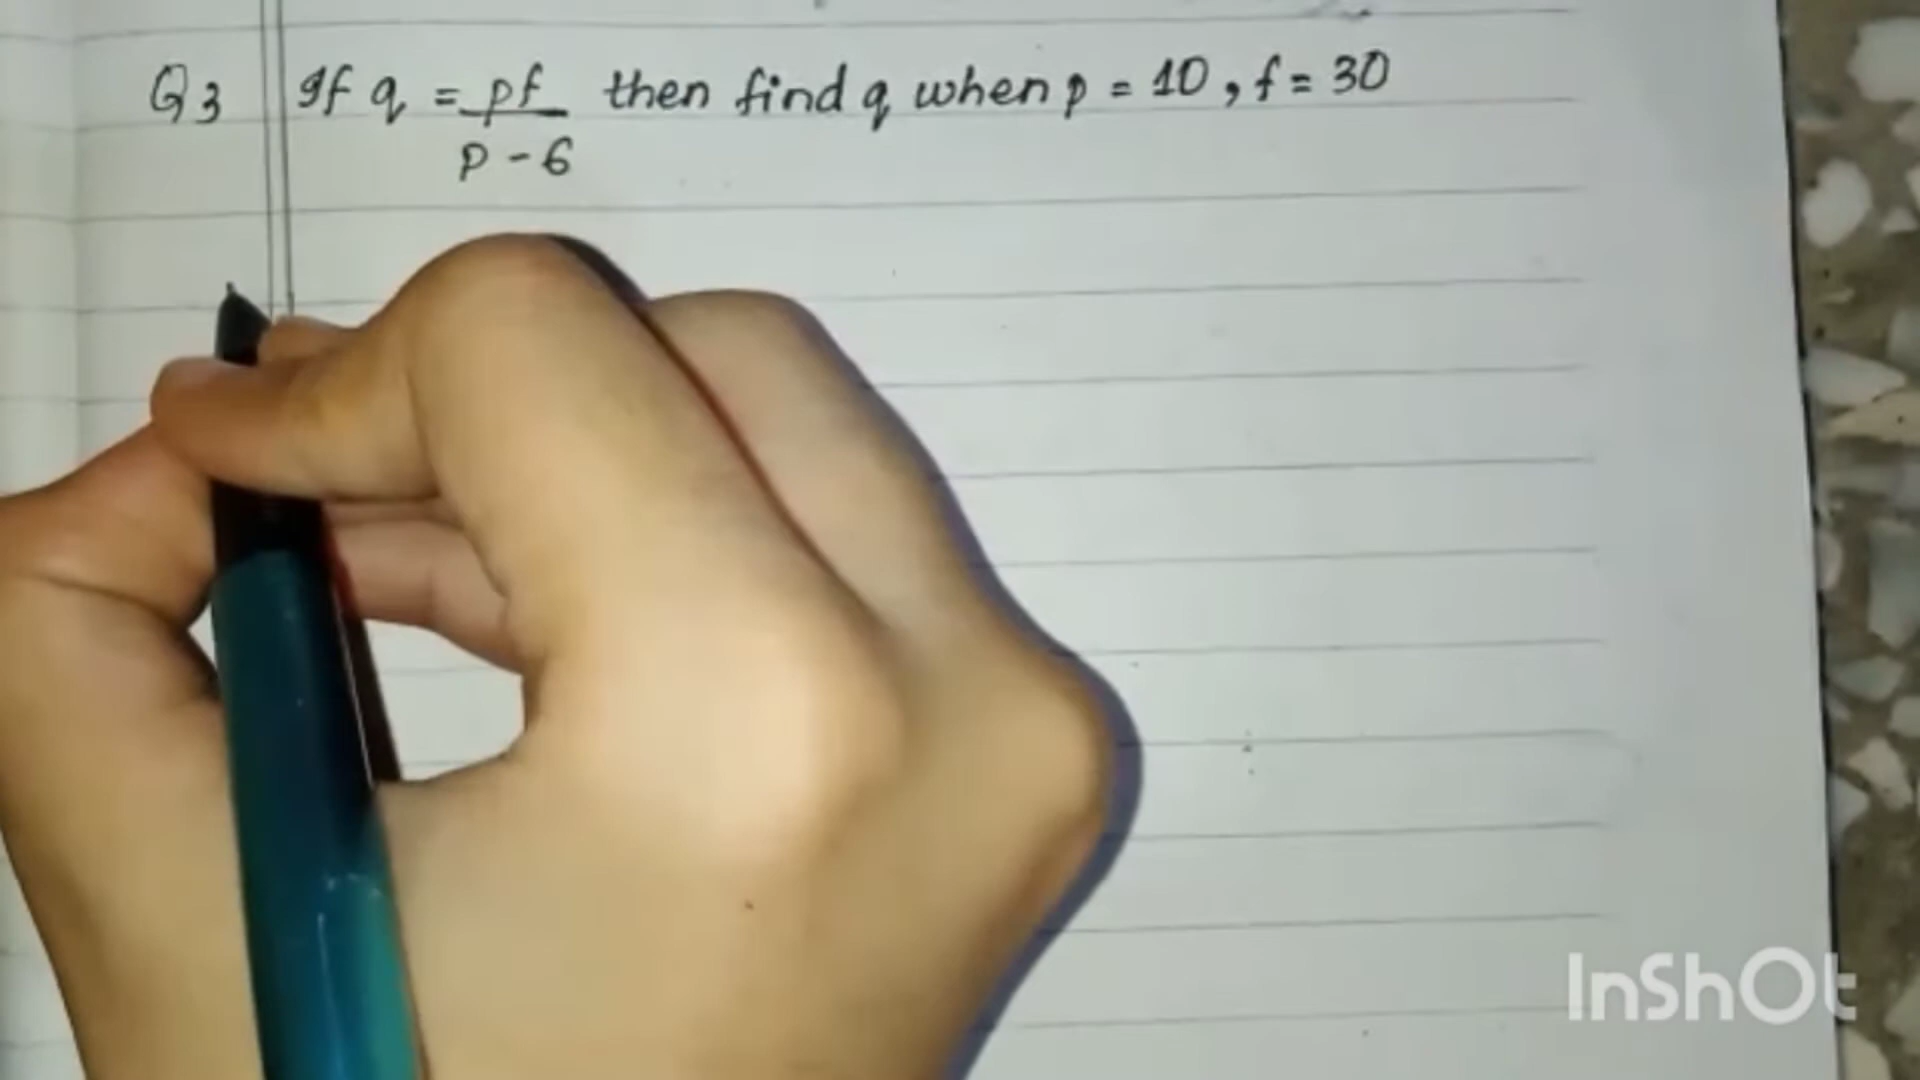 Q3 If q = pf then find q when p = 10, f = 30
p - 6
InShOt